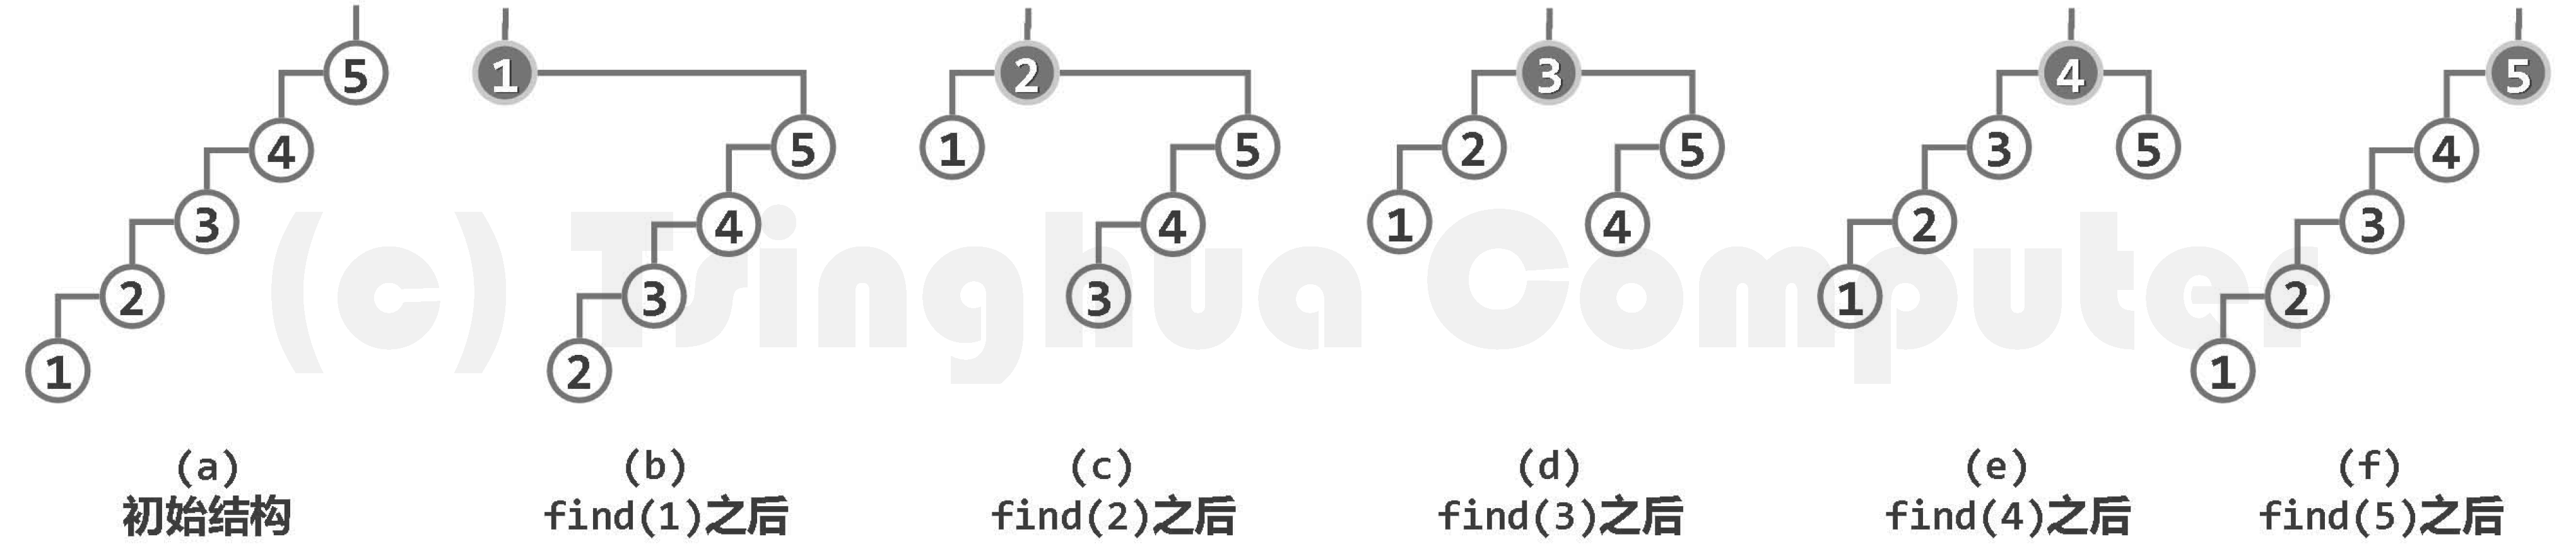 5 1 2 3 4 5
4 5 1 5 2 5 3 5 4
3 4 4 1 4 2 3
2 3 3 1 2
1 2 1
(c) Tsinghua Computer
(a) (b) (c) (d) (e) (f)
初始结构 find(1)之后 find(2)之后 find(3)之后 find(4)之后 find(5)之后